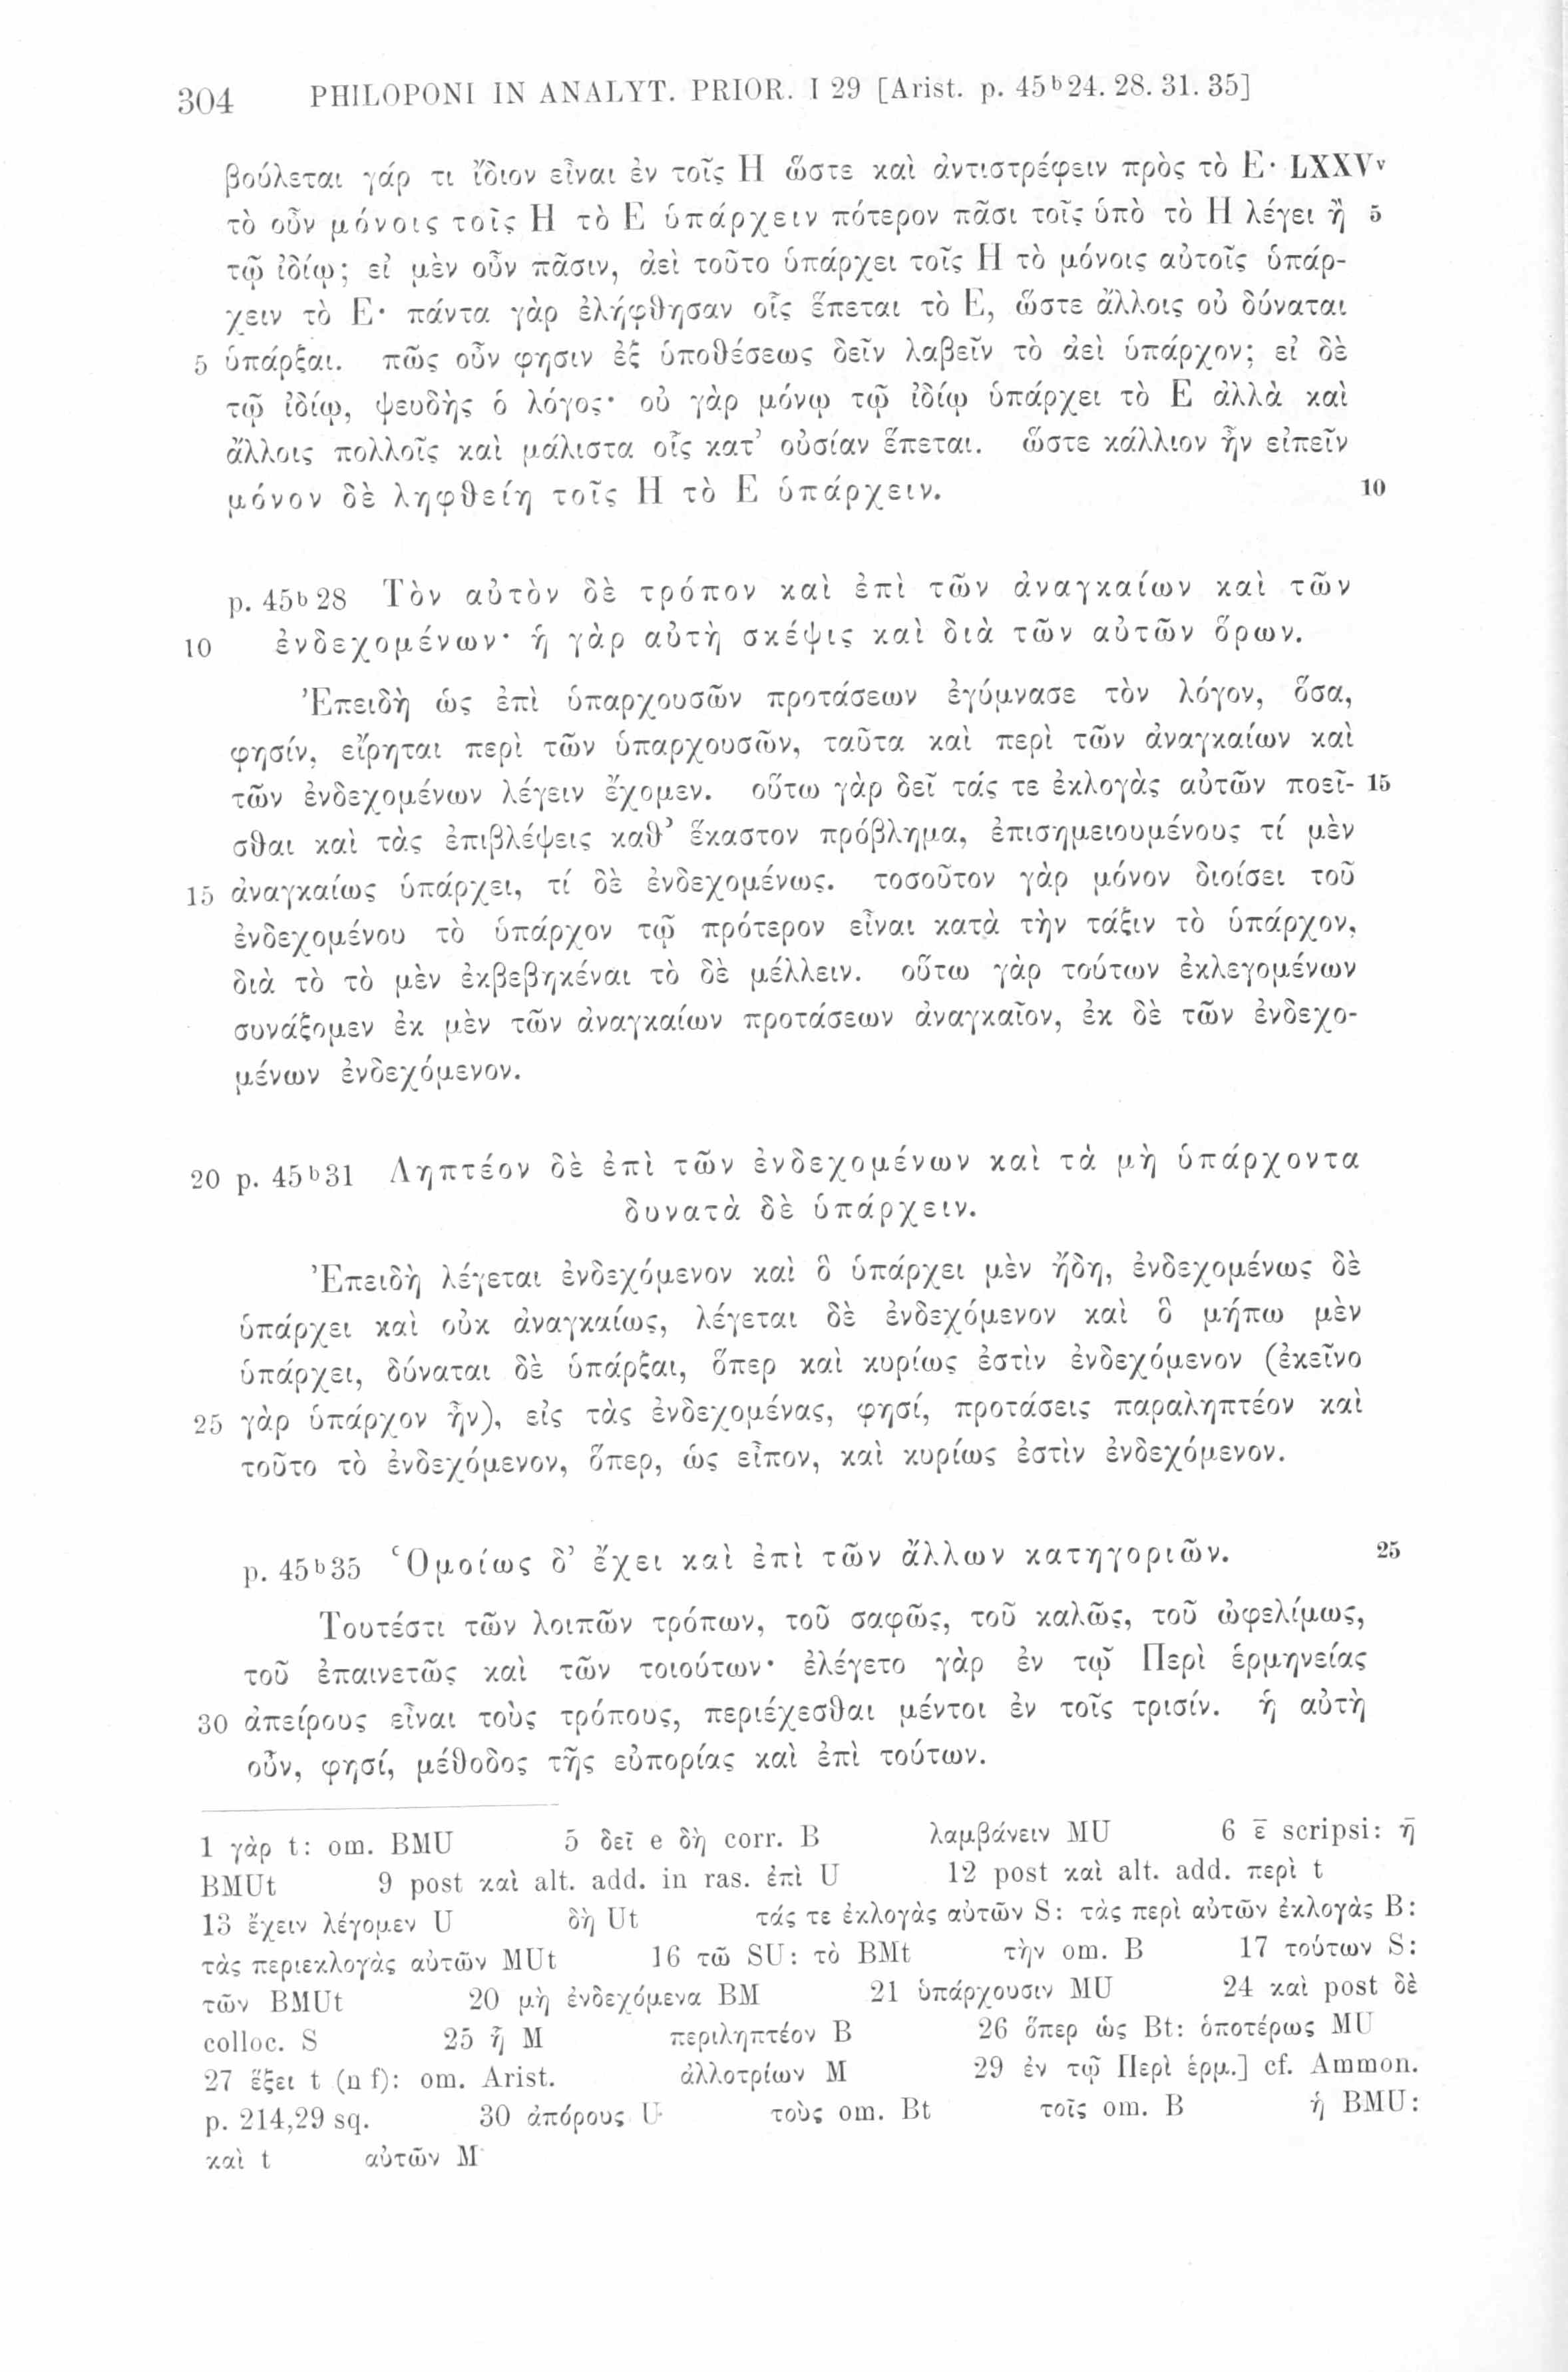 304 PHILOPONI IN ANALYT. PRIOR. I 29 [Arist. p. 45b24. 28. 31. 35]
βούλεται γάρ τι ἴδιον εἶναι ἐν τοῖς Η ὥστε καὶ ἀντιστρέφειν πρὸς τὸ Ε· LXXVv
τὸ οὖν μόνοις τοῖς Η τὸ Ε ὑπάρχειν πότερον πᾶσι τοῖς ὑπὸ τὸ Η λέγει ἢ 5
τῷ ἰδίῳ; εἰ μὲν οὖν πᾶσιν, ἀεὶ τοῦτο ὑπάρχει τοῖς Η τὸ μόνοις αὐτοῖς ὑπάρ-
χειν τὸ Ε· πάντα γὰρ ἐλήφθησαν οἷς ἕπεται τὸ Ε, ὥστε ἄλλοις οὐ δύναται
5 ὑπάρξαι. πῶς οὖν φησιν ἐξ ὑποθέσεως δεῖν λαβεῖν τὸ ἀεὶ ὑπάρχον; εἰ δὲ
τῷ ἰδίῳ, ψευδὴς ὁ λόγος· οὐ γὰρ μόνῳ τῷ ἰδίῳ ὑπάρχει τὸ Ε ἀλλὰ καὶ
ἄλλοις πολλοῖς καὶ μάλιστα οἷς κατ’ οὐσίαν ἕπεται. ὥστε κάλλιον ἦν εἰπεῖν
μόνον δὲ ληφθείη τοῖς Η τὸ Ε ὑπάρχειν. 10
p. 45b28 Τὸν αὐτὸν δὲ τρόπον καὶ ἐπὶ τῶν ἀναγκαίων καὶ τῶν
10 ἐνδεχομένων· ἡ γὰρ αὐτὴ σκέψις καὶ διὰ τῶν αὐτῶν ὅρων.
Ἐπειδὴ ὡς ἐπὶ ὑπαρχουσῶν προτάσεων ἐγύμνασε τὸν λόγον, ὅσα,
φησίν, εἴρηται περὶ τῶν ὑπαρχουσῶν, ταῦτα καὶ περὶ τῶν ἀναγκαίων καὶ
τῶν ἐνδεχομένων λέγειν ἔχομεν. οὕτω γὰρ δεῖ τάς τε ἐκλογὰς αὐτῶν ποεῖ- 15
σθαι καὶ τὰς ἐπιβλέψεις καθ’ ἕκαστον πρόβλημα, ἐπισημειουμένους τί μὲν
15 ἀναγκαίως ὑπάρχει, τί δὲ ἐνδεχομένως. τοσοῦτον γὰρ μόνον διοίσει τοῦ
ἐνδεχομένου τὸ ὑπάρχον τῷ πρότερον εἶναι κατὰ τὴν τάξιν τὸ ὑπάρχον,
διὰ τὸ τὸ μὲν ἐκβεβηκέναι τὸ δὲ μέλλειν. οὕτω γὰρ τούτων ἐκλεγομένων
συνάξομεν ἐκ μὲν τῶν ἀναγκαίων προτάσεων ἀναγκαῖον, ἐκ δὲ τῶν ἐνδεχο-
μένων ἐνδεχόμενον.
20 p. 45b31 Ληπτέον δὲ ἐπὶ τῶν ἐνδεχομένων καὶ τὰ μὴ ὑπάρχοντα
δυνατὰ δὲ ὑπάρχειν.
Ἐπειδὴ λέγεται ἐνδεχόμενον καὶ ὃ ὑπάρχει μὲν ἤδη, ἐνδεχομένως δὲ
ὑπάρχει καὶ οὐκ ἀναγκαίως, λέγεται δὲ ἐνδεχόμενον καὶ ὃ μήπω μὲν
ὑπάρχει, δύναται δὲ ὑπάρξαι, ὅπερ καὶ κυρίως ἐστὶν ἐνδεχόμενον (ἐκεῖνο
25 γὰρ ὑπάρχον ἦν), εἰς τὰς ἐνδεχομένας, φησί, προτάσεις παραληπτέον καὶ
τοῦτο τὸ ἐνδεχόμενον, ὅπερ, ὡς εἶπον, καὶ κυρίως ἐστὶν ἐνδεχόμενον.
p. 45b35 Ὁμοίως δ’ ἔχει καὶ ἐπὶ τῶν ἄλλων κατηγοριῶν. 25
Τουτέστι τῶν λοιπῶν τρόπων, τοῦ σαφῶς, τοῦ καλῶς, τοῦ ὠφελίμως,
τοῦ ἐπαινετῶς καὶ τῶν τοιούτων· ἐλέγετο γὰρ ἐν τῷ Περὶ ἑρμηνείας
30 ἀπείρους εἶναι τοὺς τρόπους, περιέχεσθαι μέντοι ἐν τοῖς τρισίν. ἡ αὐτὴ
οὖν, φησί, μέθοδος τῆς εὐπορίας καὶ ἐπὶ τούτων.
1 γὰρ t: om. BMU 5 δεῖ e δὴ corr. B λαμβάνειν MU 6 ε̄ scripsi: η̄
BMUt 9 post καὶ alt. add. in ras. ἐπὶ U 12 post καὶ alt. add. περὶ t
13 ἔχειν λέγομεν U δὴ Ut τάς τε ἐκλογὰς αὐτῶν S: τὰς περὶ αὐτῶν ἐκλογὰς B:
τὰς περιεκλογὰς αὐτῶν MUt 16 τῶ SU: τὸ BMt τὴν om. B 17 τούτων S:
τῶν BMUt 20 μὴ ἐνδεχόμενα BM 21 ὑπάρχουσιν MU 24 καὶ post δὲ
colloc. S 25 ἦ M περιληπτέον B 26 ὅπερ ὡς Bt: ὁποτέρως MU
27 ἕξει t (n f): om. Arist. ἀλλοτρίων M 29 ἐν τῷ Περὶ ἑρμ.] cf. Ammon.
p. 214,29 sq. 30 ἀπόρους U τοὺς om. Bt τοῖς om. B ἡ BMU:
καὶ t αὐτῶν M